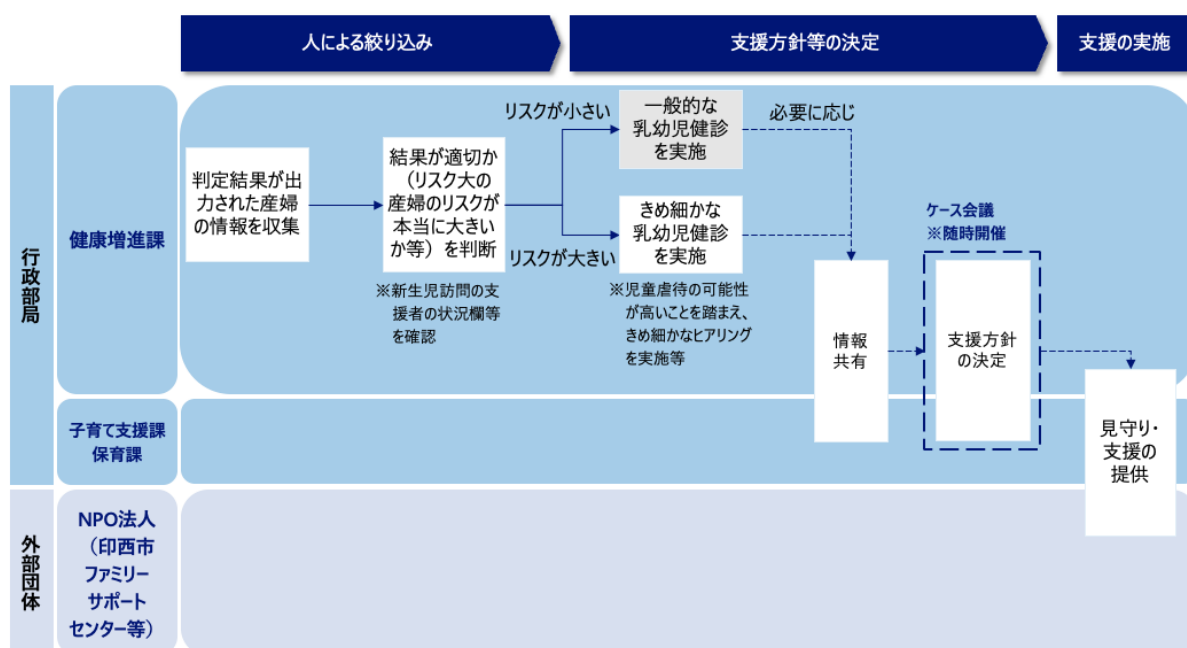 人による絞り込み
支援方針等の決定
支援の実施
行政部局
健康増進課
判定結果が出
力された産婦
の情報を収集
結果が適切か
（リスク大の
産婦のリスクが
本当に大きい
か等）を判断
※新生児訪問の支
援者の状況欄等
を確認
リスクが小さい
一般的な
乳幼児健診
を実施
必要に応じ
リスクが大きい
きめ細かな
乳幼児健診
を実施
※児童虐待の可能性
が高いことを踏まえ、
きめ細かなヒアリング
を実施等
情報
共有
ケース会議
※随時開催
支援方針
の決定
見守り・
支援の
提供
子育て支援課
保育課
外部団体
NPO法人
（印西市
ファミリー
サポート
センター等）